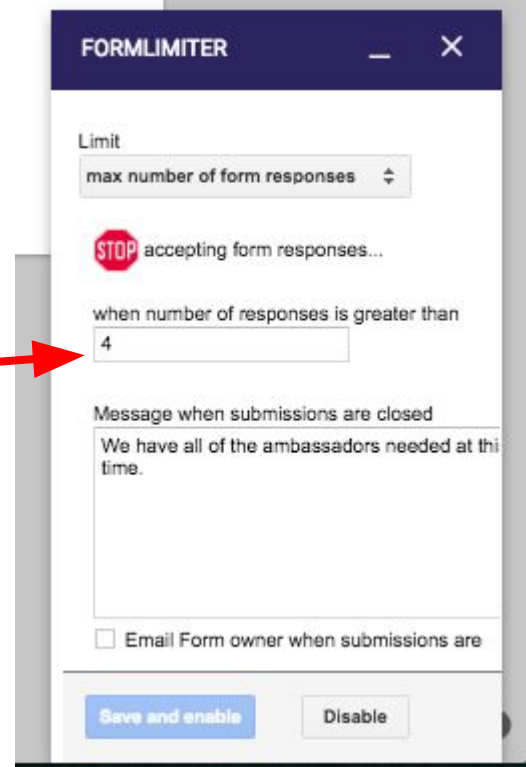 FORMLIMITER
Limit
max number of form responses
STOP accepting form responses...
when number of responses is greater than
4
Message when submissions are closed
We have all of the ambassadors needed at thi
time.
Email Form owner when submissions are
Save and enable Disable